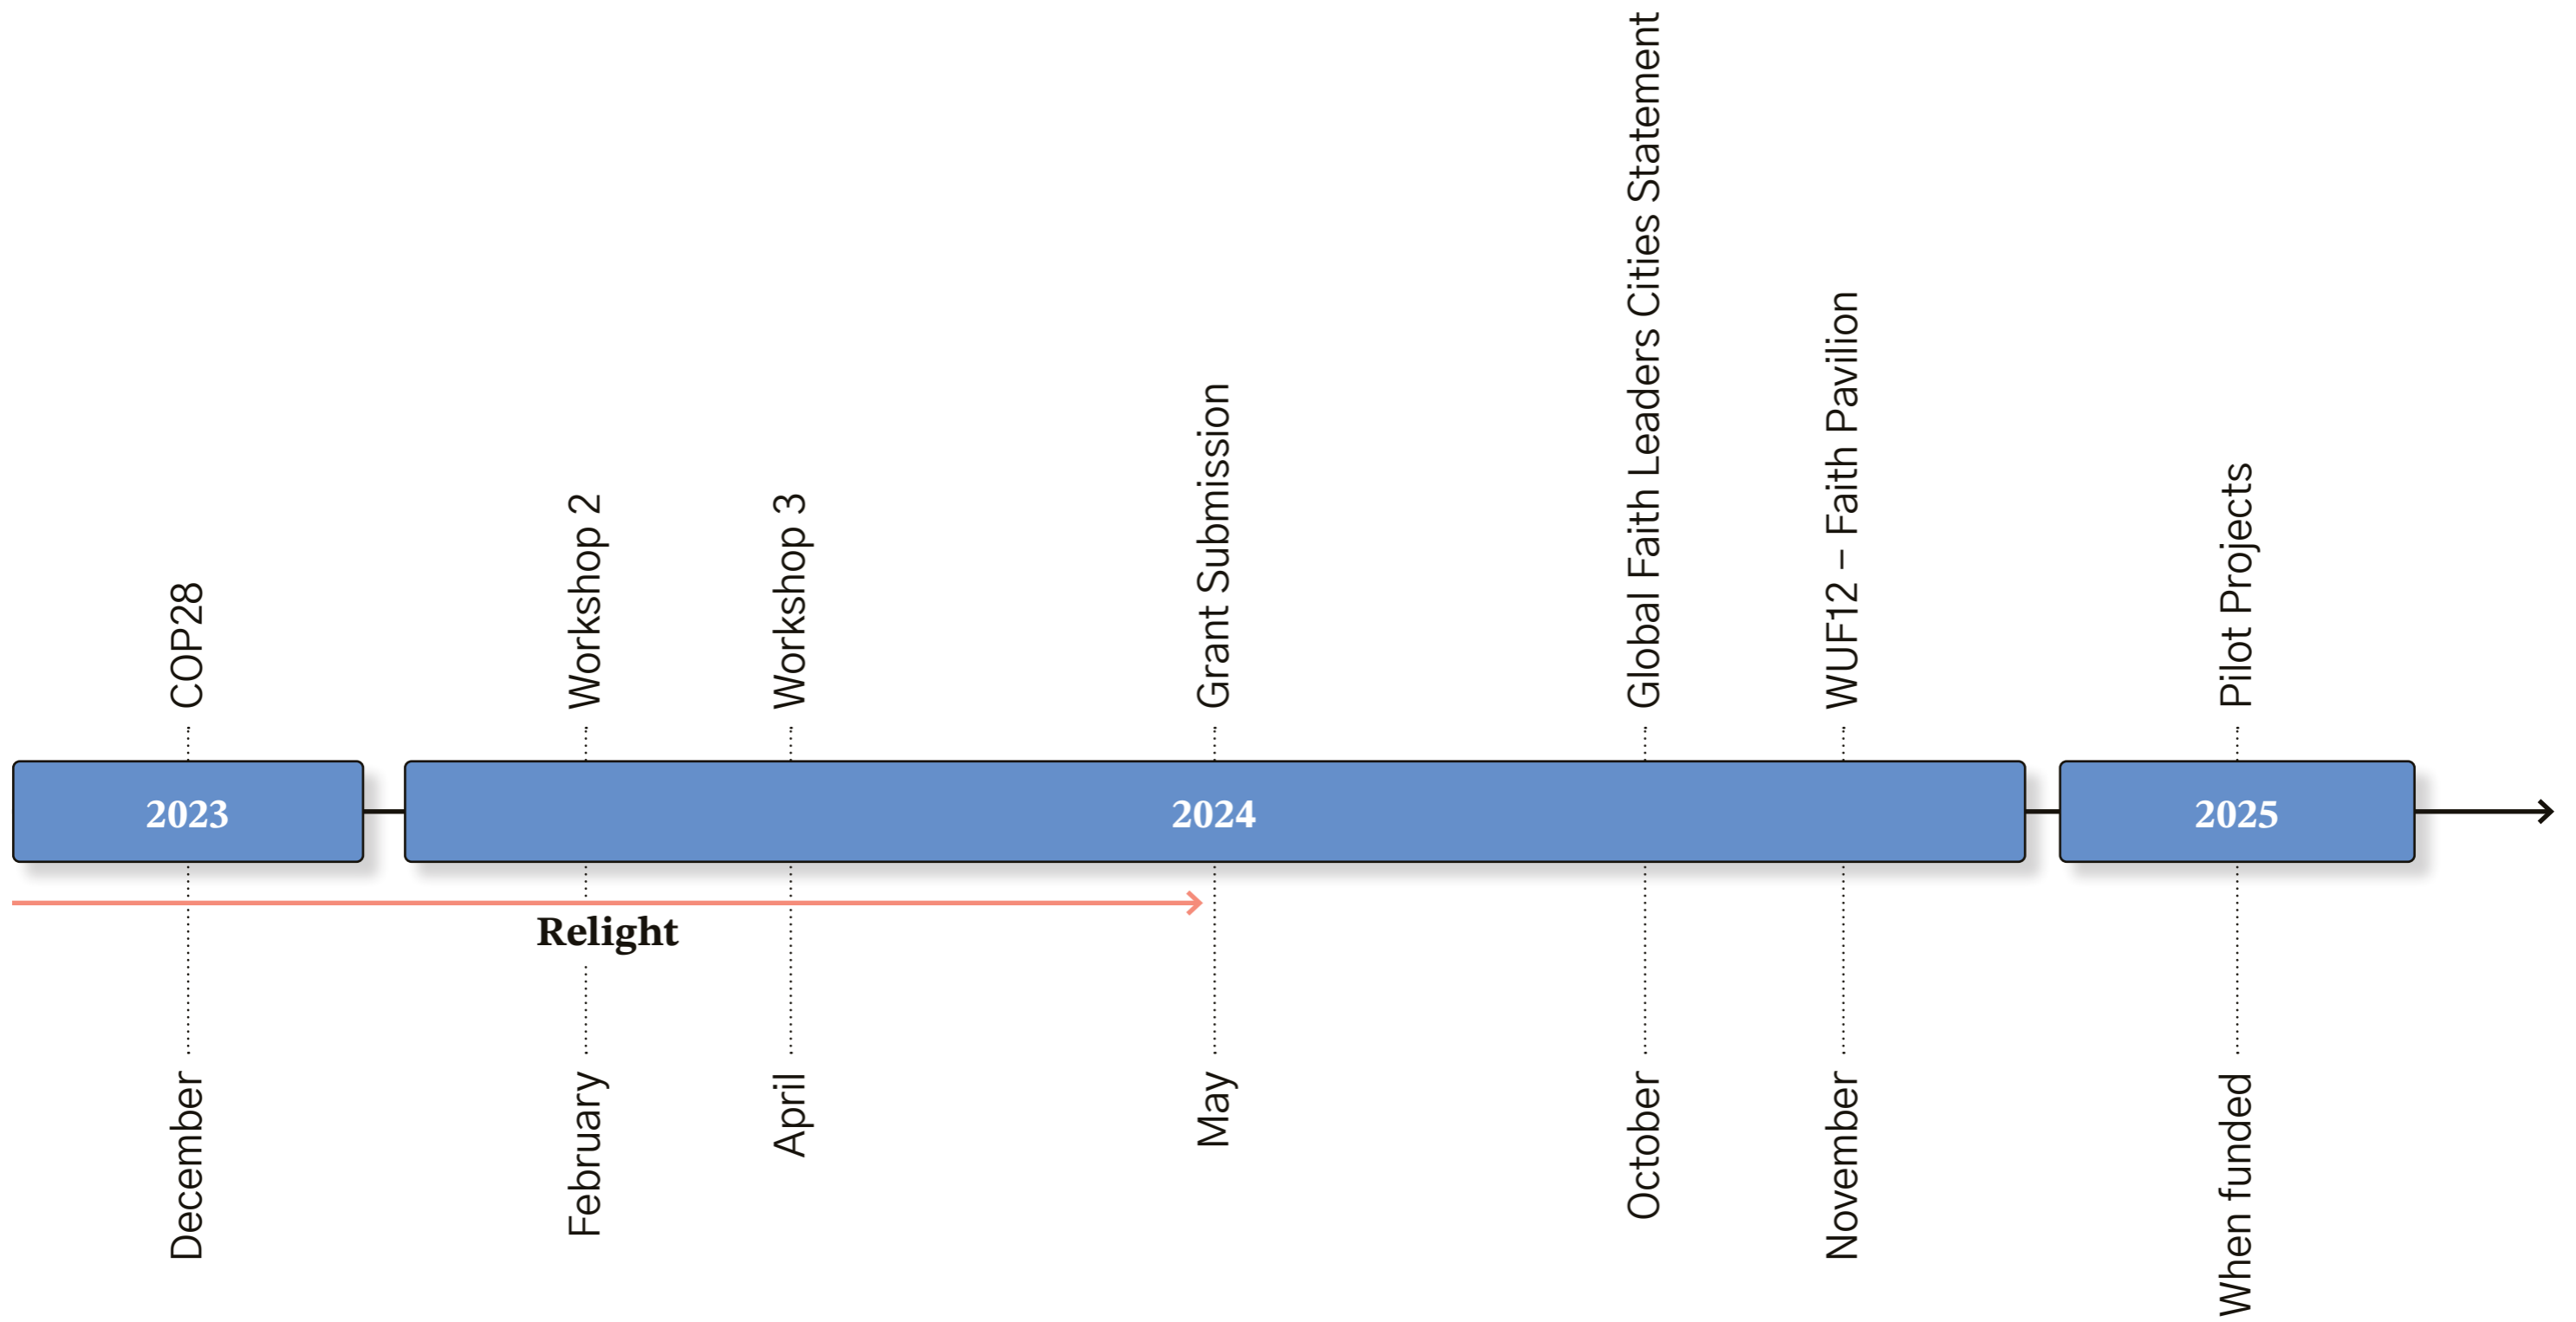 COP28
Workshop 2
Workshop 3
Grant Submission
Global Faith Leaders Cities Statement
WUF12 – Faith Pavilion
Pilot Projects
2023
2024
2025
Relight
December
February
April
May
October
November
When funded